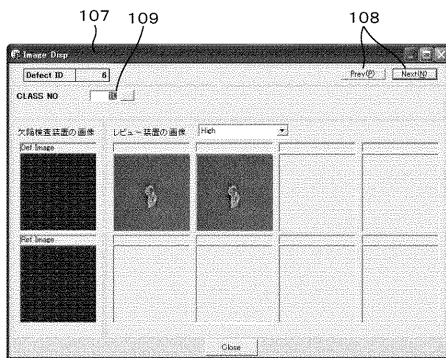 107
109
108
Image Disp
Defect ID 6
Prev(P) Next(N)
CLASS NO
欠陥検査装置の画像 レビュー装置の画像 High
Def Image
Ref Image
Close